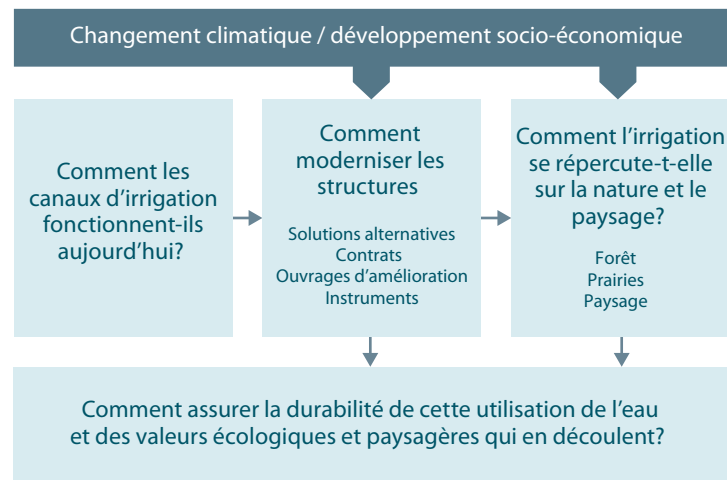 Changement climatique / développement socio-économique
Comment les
canaux d’irrigation
fonctionnent-ils
aujourd’hui?
Comment
moderniser les
structures
Solutions alternatives
Contrats
Ouvrages d’amélioration
Instruments
Comment l’irrigation
se répercute-t-elle
sur la nature et le
paysage?
Forêt
Prairies
Paysage
Comment assurer la durabilité de cette utilisation de l’eau
et des valeurs écologiques et paysagères qui en découlent?